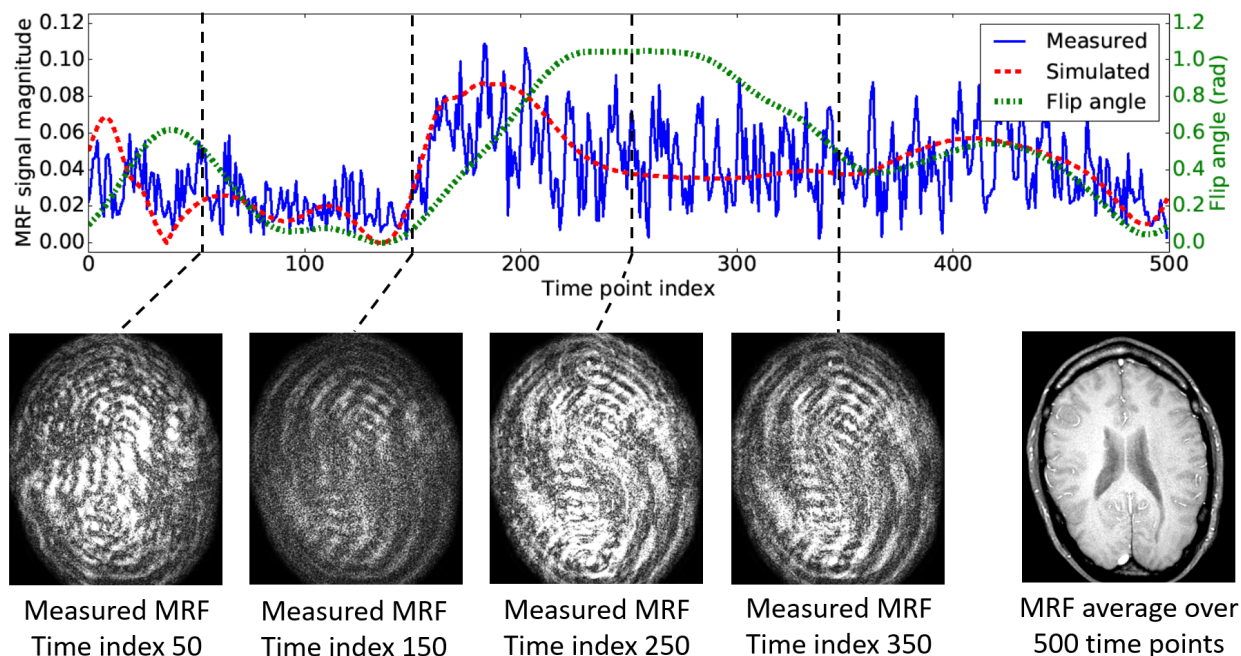 MRF signal magnitude
0.12
0.10
0.08
0.06
0.04
0.02
0.00
Measured
Simulated
Flip angle
1.2
1.0
0.8
0.6
0.4
0.2
0.0
Flip angle (rad)
0 100 200 300 400 500
Time point index
Measured MRF
Time index 50
Measured MRF
Time index 150
Measured MRF
Time index 250
Measured MRF
Time index 350
MRF average over
500 time points